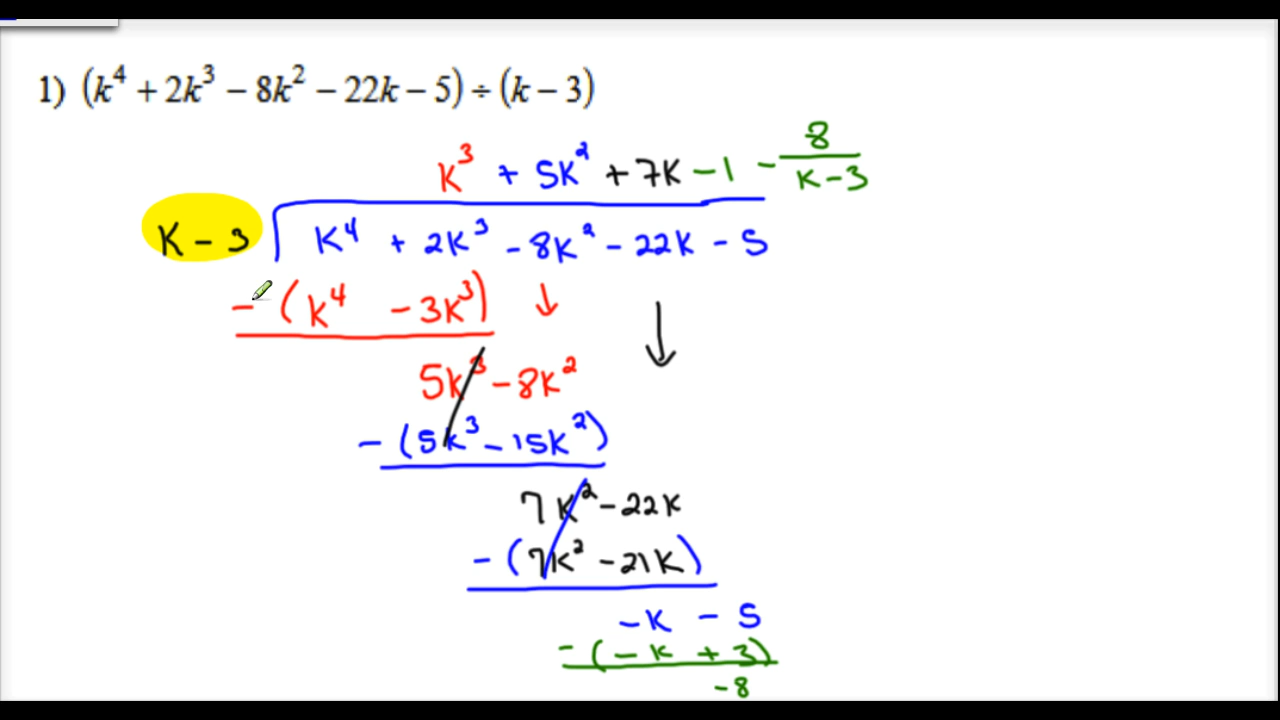 1) (k⁴ + 2k³ − 8k² − 22k − 5) ÷ (k − 3)
8
K³ + 5K² + 7K − 1 − ―――
K − 3
K − 3 K⁴ + 2K³ − 8K² − 22K − 5
− (K⁴ − 3K³) ↓ ↓
5K³ − 8K²
− (5K³ − 15K²)
7K² − 22K
− (7K² − 21K)
− K − 5
− (− K + 3)
− 8